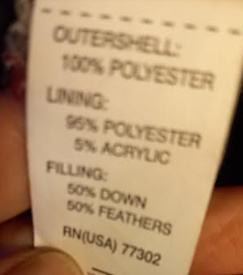 OUTERSHELL:
100% POLYESTER
LINING:
95% POLYESTER
5% ACRYLIC
FILLING:
50% DOWN
50% FEATHERS
RN(USA) 77302